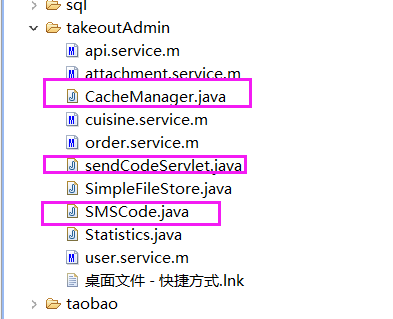 sql
takeoutAdmin
api.service.m
attachment.service.m
CacheManager.java
cuisine.service.m
order.service.m
sendCodeServlet.java
SimpleFileStore.java
SMSCode.java
Statistics.java
user.service.m
桌面文件 - 快捷方式.lnk
taobao